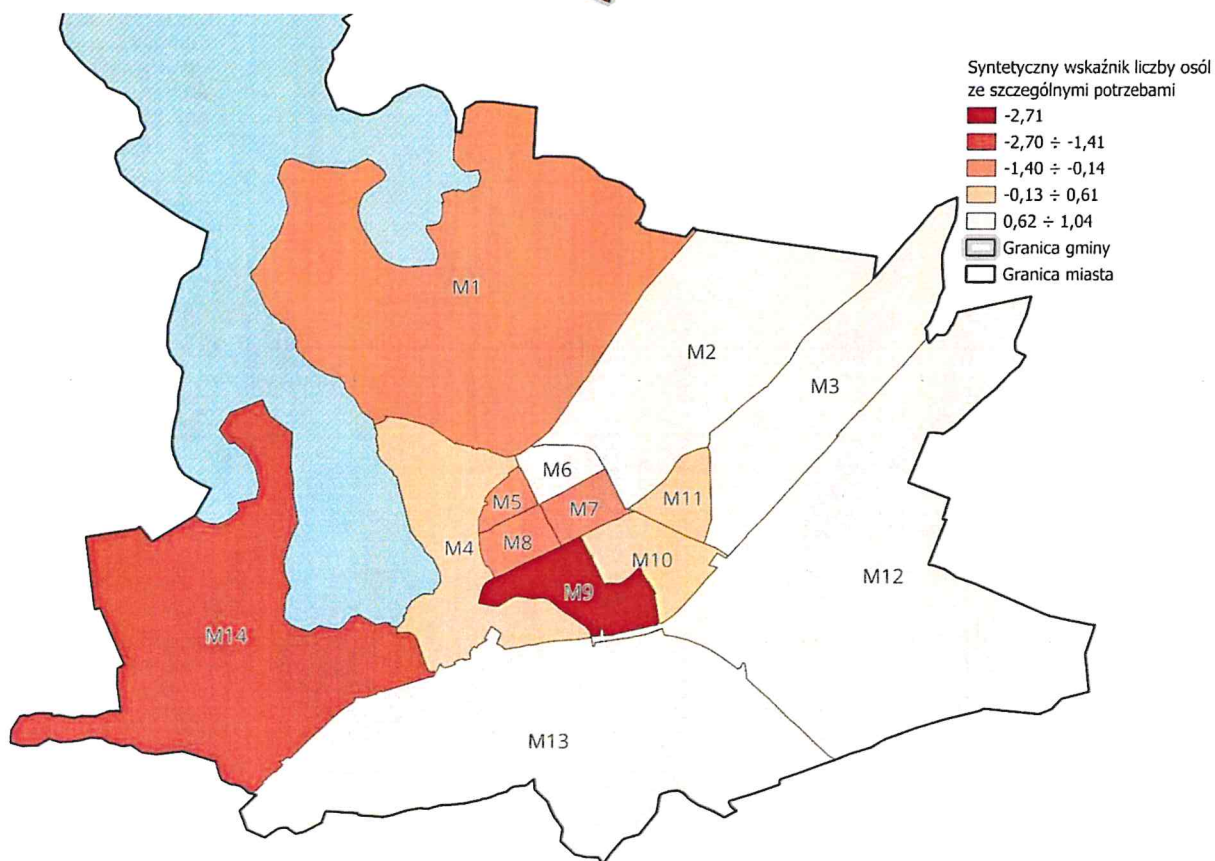 Syntetyczny wskaźnik liczby osól
ze szczególnymi potrzebami
-2,71
-2,70 ÷ -1,41
-1,40 ÷ -0,14
-0,13 ÷ 0,61
0,62 ÷ 1,04
Granica gminy
Granica miasta
M1
M2
M3
M6
M5
M7
M11
M4
M8
M10
M9
M12
M14
M13